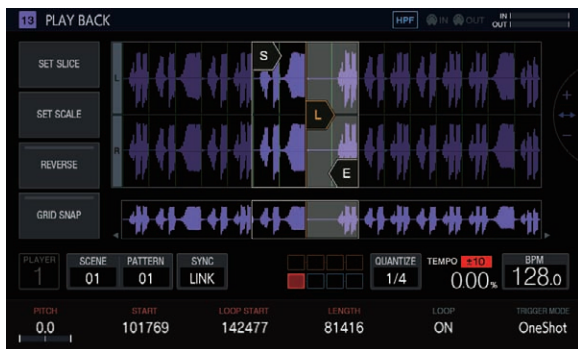 13 PLAY BACK
HPF IN OUT IN OUT
SET SLICE
SET SCALE
REVERSE
GRID SNAP
L
R
S
L
E
PLAYER 1
SCENE 01
PATTERN 01
SYNC LINK
QUANTIZE 1/4
TEMPO ±10 0.00%
BPM 128.0
PITCH 0.0
START 101769
LOOP START 142477
LENGTH 81416
LOOP ON
TRIGGER MODE OneShot